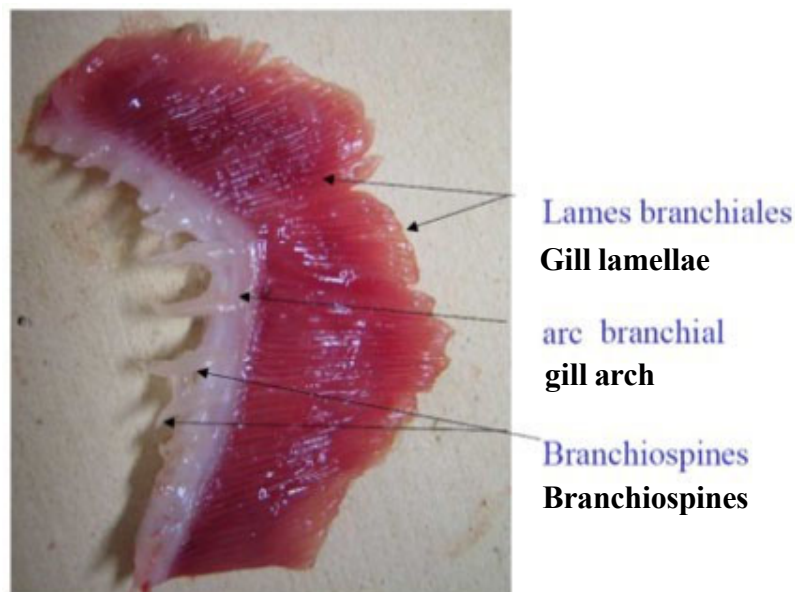 Lames branchiales
Gill lamellae
arc branchial
gill arch
Branchiospines
Branchiospines